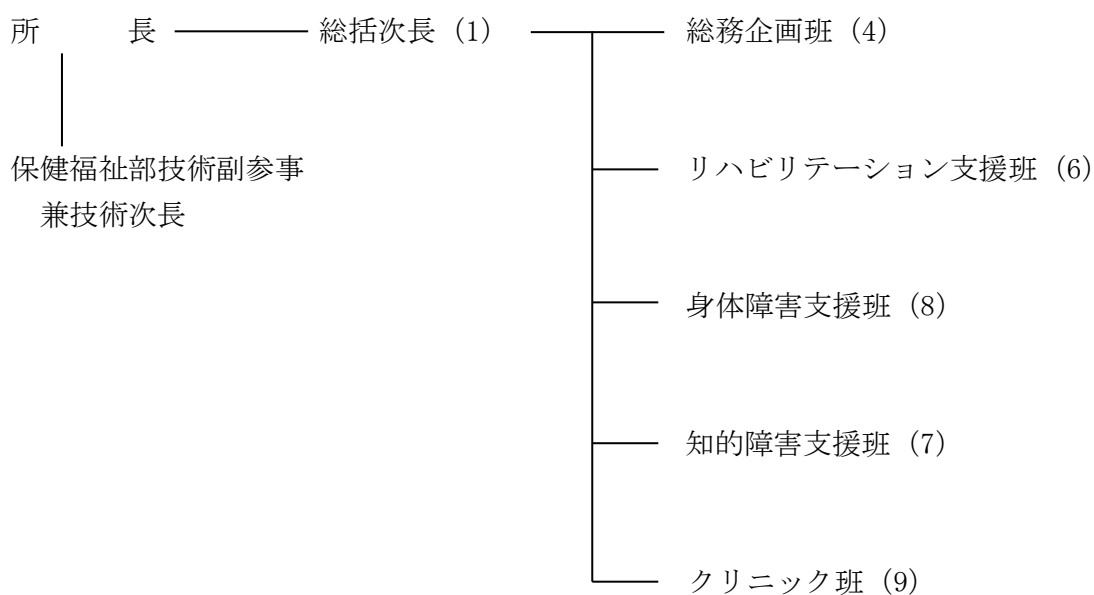 所　　　長
総括次長（1）
総務企画班（4）
保健福祉部技術副参事
兼技術次長
リハビリテーション支援班（6）
身体障害支援班（8）
知的障害支援班（7）
クリニック班（9）